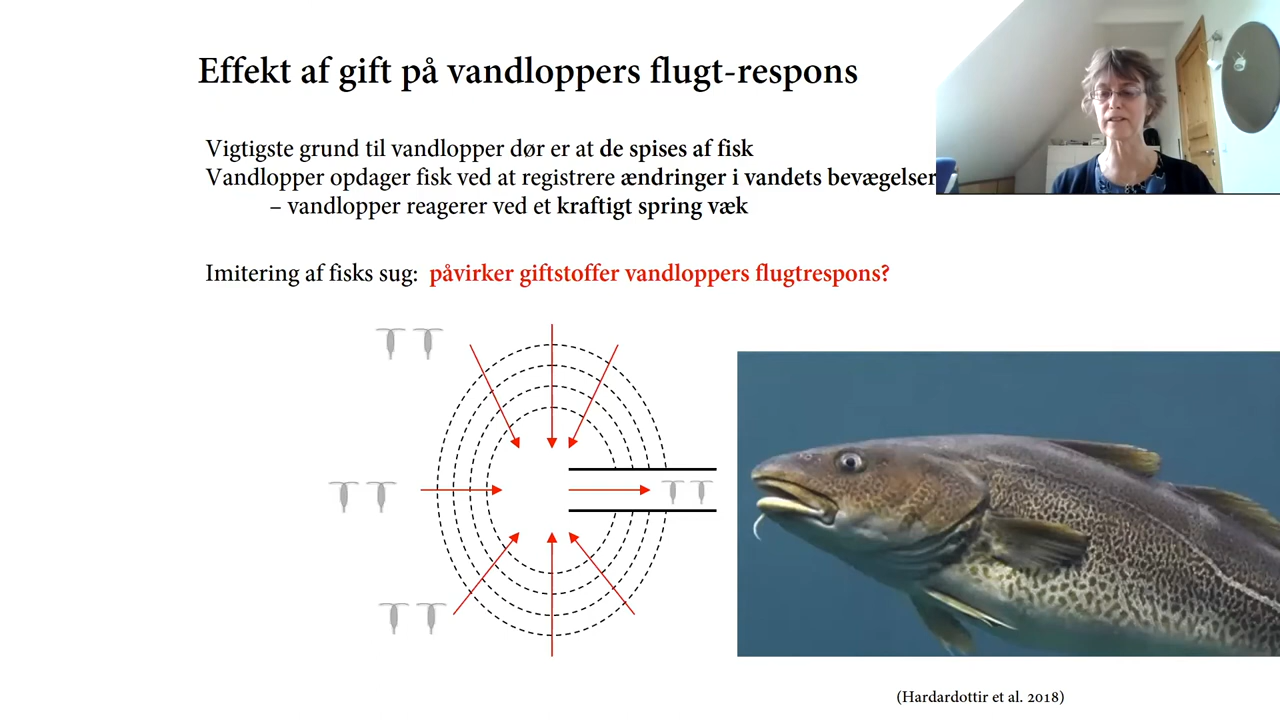 Effekt af gift på vandloppers flugt-respons
Vigtigste grund til vandlopper dør er at de spises af fisk
Vandlopper opdager fisk ved at registrere ændringer i vandets bevægelser
– vandlopper reagerer ved et kraftigt spring væk
Imitering af fisks sug: påvirker giftstoffer vandloppers flugtrespons?
(Hardardottir et al. 2018)